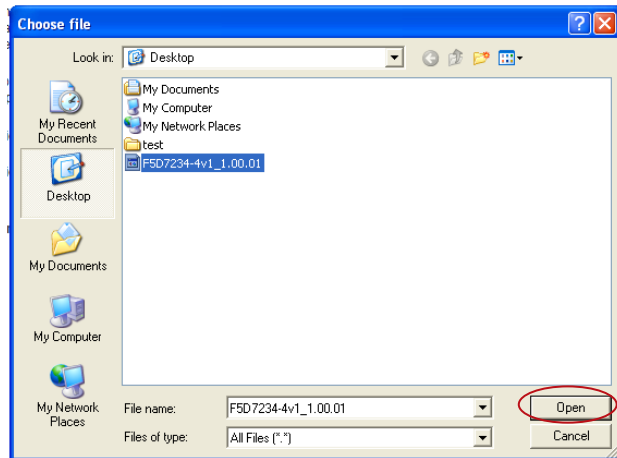 Choose file
Look in:
Desktop
My Recent
Documents
Desktop
My Documents
My Computer
My Network
Places
My Documents
My Computer
My Network Places
test
F5D7234-4v1_1.00.01
File name:
F5D7234-4v1_1.00.01
Open
Files of type:
All Files (*.*)
Cancel